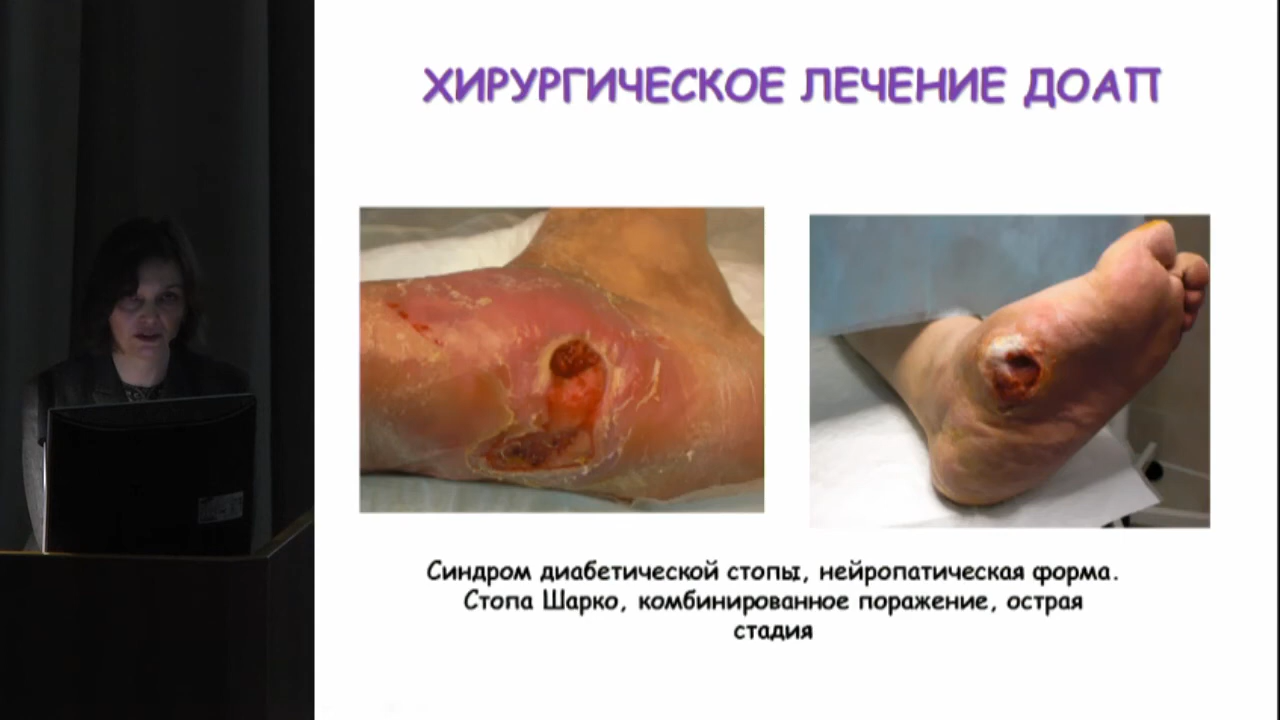 ХИРУРГИЧЕСКОЕ ЛЕЧЕНИЕ ДОАП
Синдром диабетической стопы, нейропатическая форма.
Стопа Шарко, комбинированное поражение, острая
стадия